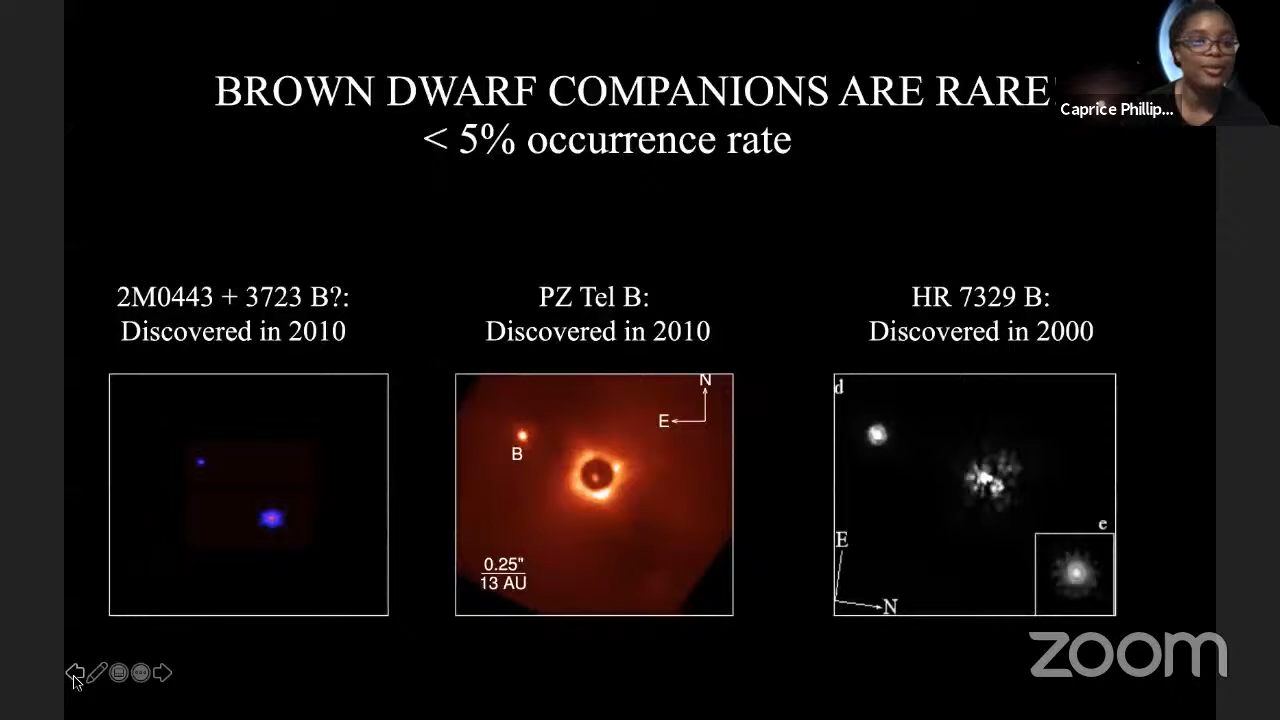 BROWN DWARF COMPANIONS ARE RARE
< 5% occurrence rate
Caprice Phillip...
2M0443 + 3723 B?:
Discovered in 2010
PZ Tel B:
Discovered in 2010
HR 7329 B:
Discovered in 2000
N
E
B
0.25"
13 AU
d
E
N
e
zoom